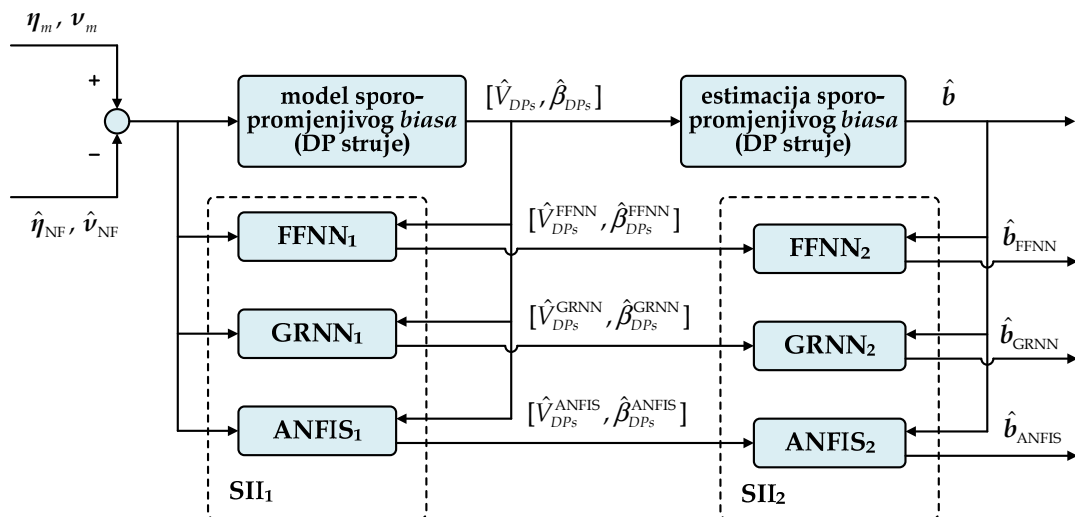 η_m, ν_m
+
−
η̂_NF, ν̂_NF
model sporo-
promjenjivog biasa
(DP struje)
[V̂_DPs, β̂_DPs]
estimacija sporo-
promjenjivog biasa
(DP struje)
b̂
FFNN₁
[V̂_DPs^FFNN, β̂_DPs^FFNN]
FFNN₂
b̂_FFNN
GRNN₁
[V̂_DPs^GRNN, β̂_DPs^GRNN]
GRNN₂
b̂_GRNN
ANFIS₁
[V̂_DPs^ANFIS, β̂_DPs^ANFIS]
ANFIS₂
b̂_ANFIS
SII₁
SII₂